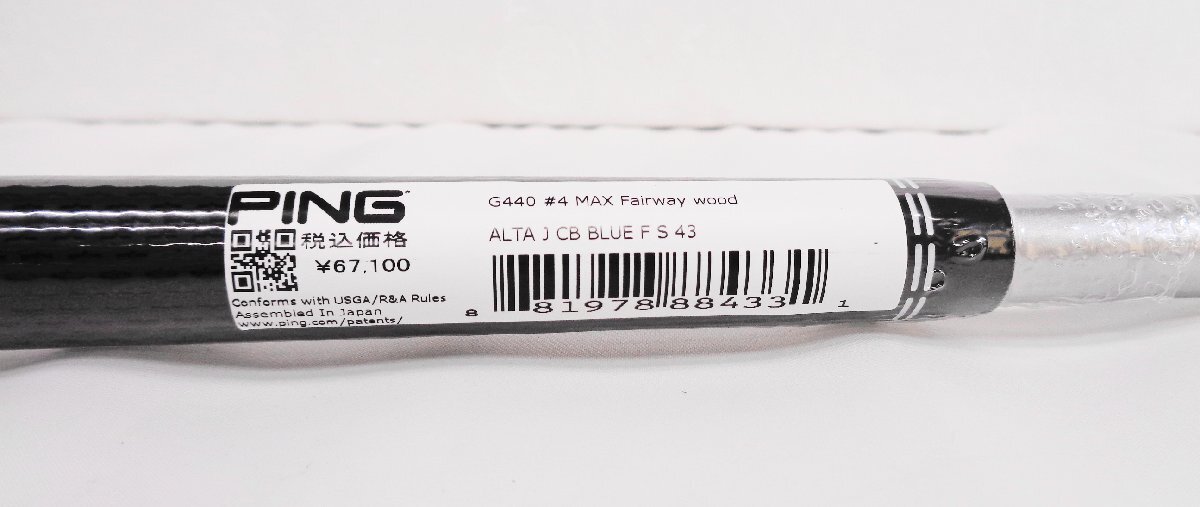 PING
税込価格
¥67,100
Conforms with USGA/R&A Rules
Assembled In Japan
www.ping.com/patents/
G440 #4 MAX Fairway wood
ALTA J CB BLUE F S 43
8 81978 88433 1